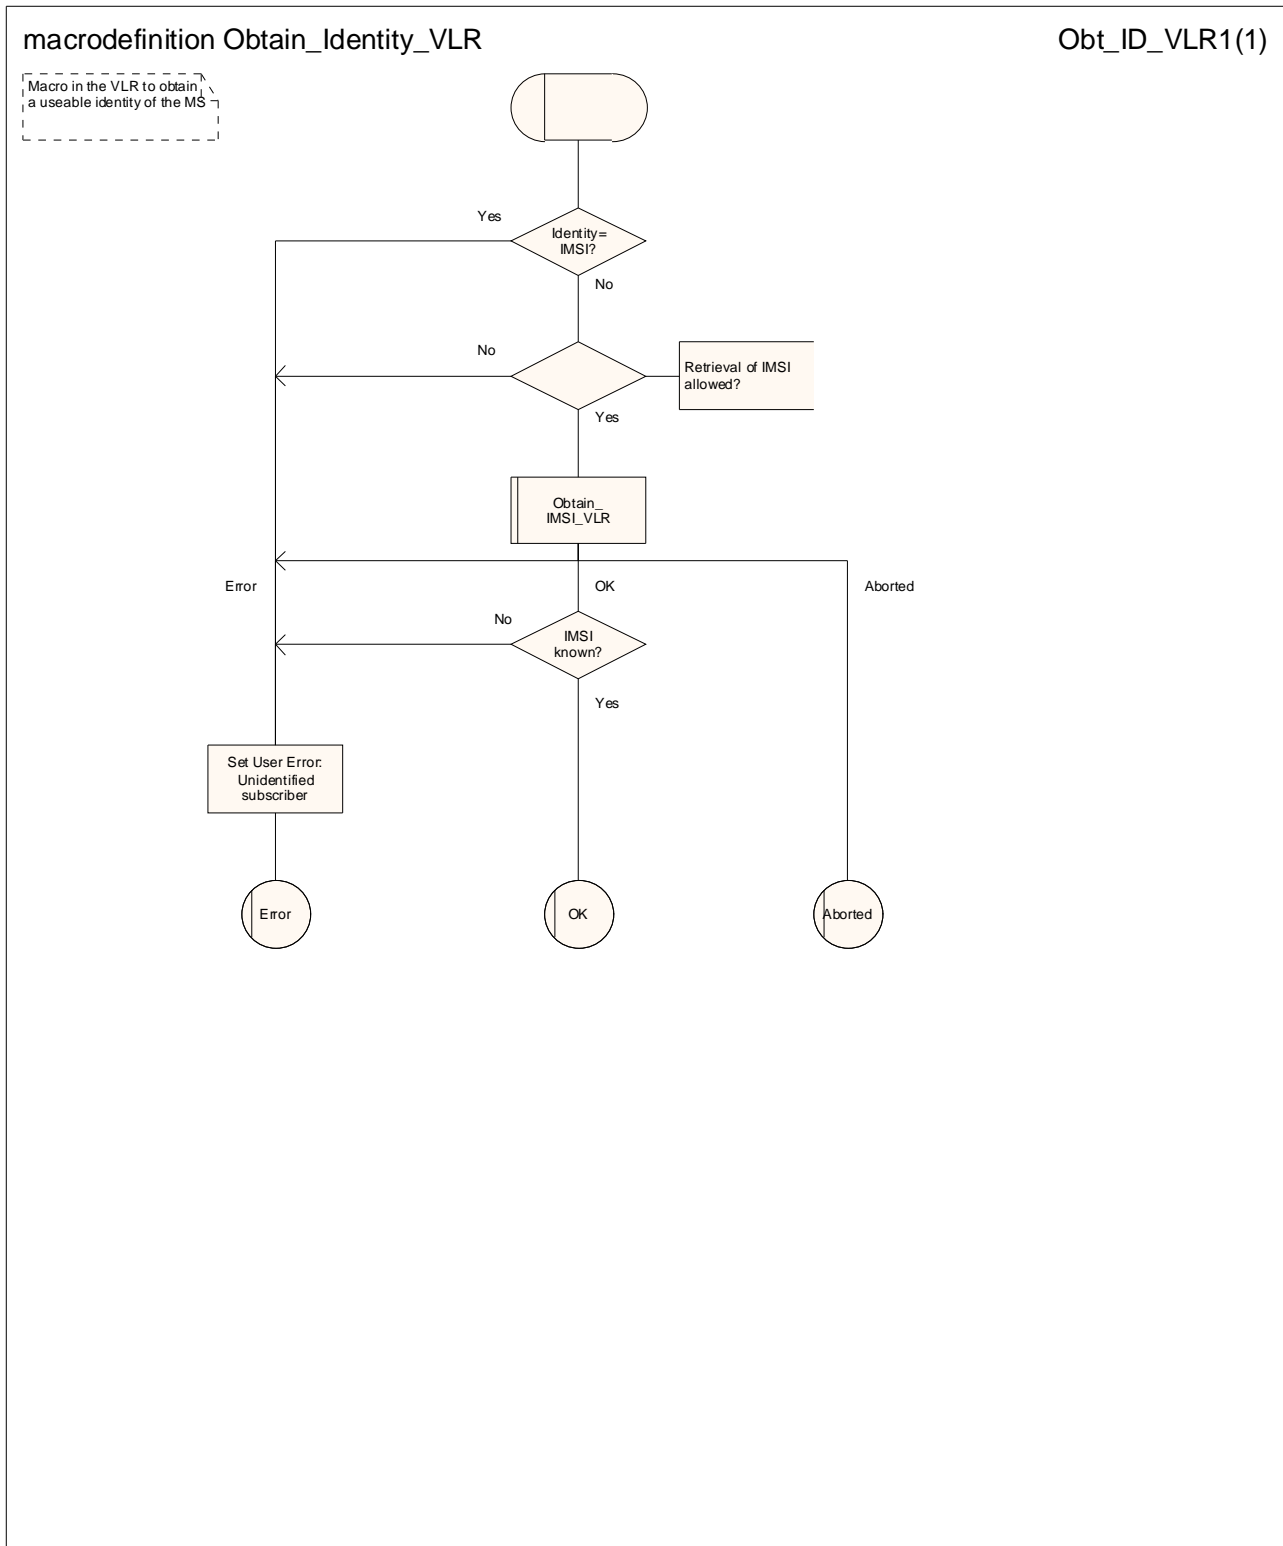 macrodefinition Obtain_Identity_VLR
Obt_ID_VLR1(1)
Macro in the VLR to obtain
a useable identity of the MS
Yes
Identity=
IMSI?
No
No
Retrieval of IMSI
allowed?
Yes
Obtain_
IMSI_VLR
Error
OK
Aborted
No
IMSI
known?
Yes
Set User Error:
Unidentified
subscriber
Error
OK
Aborted